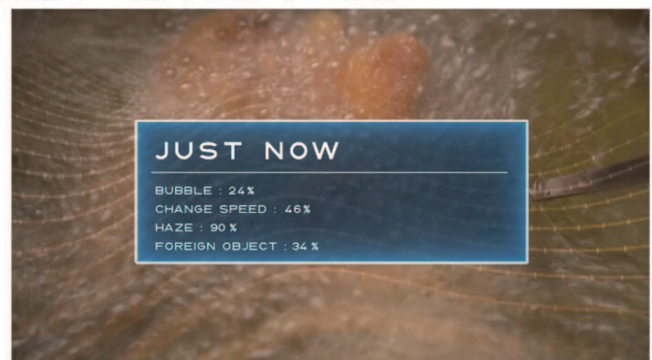 JUST NOW
BUBBLE : 24%
CHANGE SPEED : 46%
HAZE : 90 %
FOREIGN OBJECT : 34 %